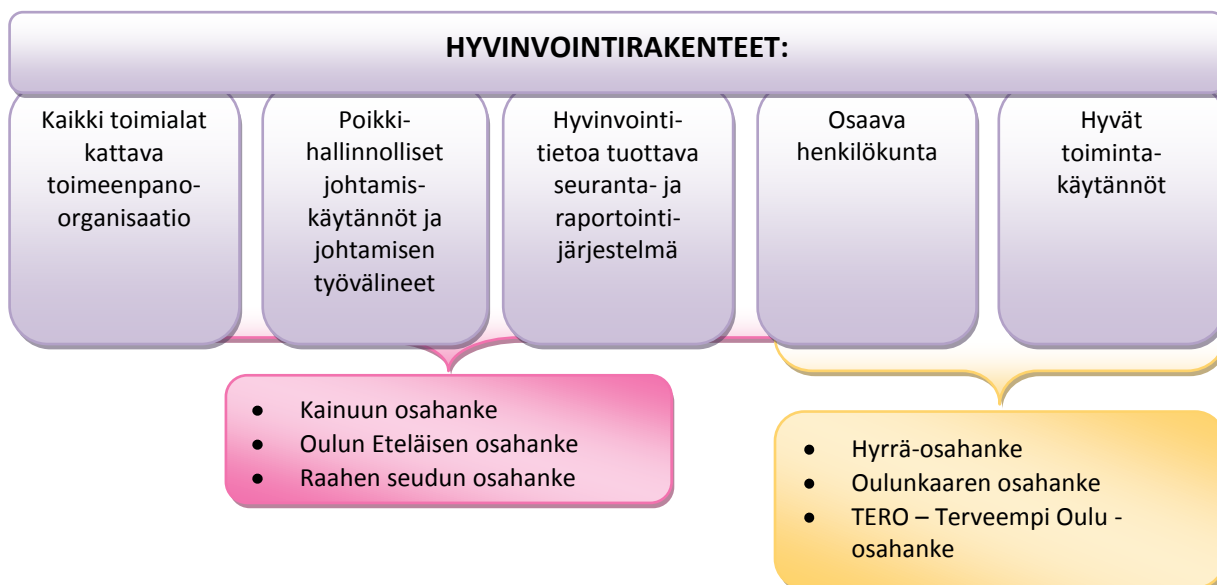 HYVINVOINTIRAKENTEET:
Kaikki toimialat
kattava
toimeenpano-
organisaatio
Poikki-
hallinnolliset
johtamis-
käytännöt ja
johtamisen
työvälineet
Hyvinvointi-
tietoa tuottava
seuranta- ja
raportointi-
järjestelmä
Osaava
henkilökunta
Hyvät
toiminta-
käytännöt
• Kainuun osahanke
• Oulun Eteläisen osahanke
• Raahen seudun osahanke
• Hyrrä-osahanke
• Oulunkaaren osahanke
• TERO – Terveempi Oulu -
osahanke